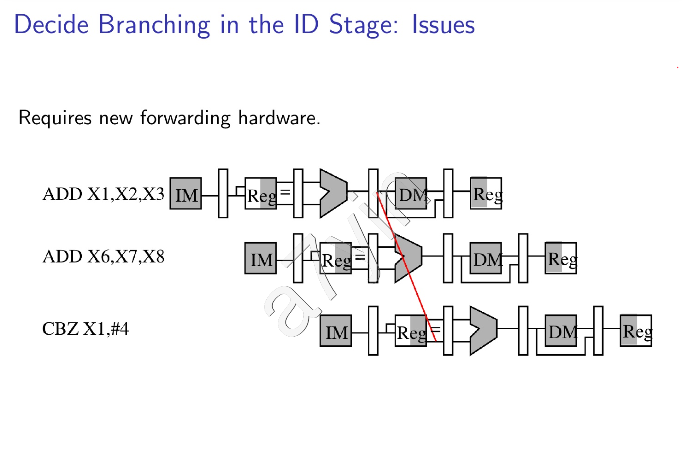 Decide Branching in the ID Stage: Issues
Requires new forwarding hardware.
ADD X1,X2,X3 IM Reg = DM Reg
ADD X6,X7,X8 IM Reg = DM Reg
CBZ X1,#4 IM Reg = DM Reg